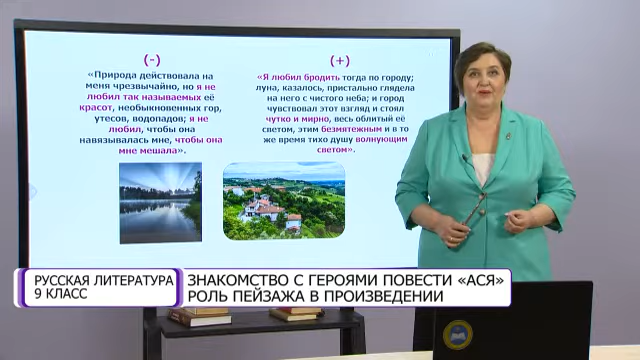 (-)
«Природа действовала на
меня чрезвычайно, но я не
любил так называемых её
красот, необыкновенных гор,
утесов, водопадов; я не
любил, чтобы она
навязывалась мне, чтобы она
мне мешала».
(+)
«Я любил бродить тогда по городу;
луна, казалось, пристально глядела
на него с чистого неба; и город
чувствовал этот взгляд и стоял
чутко и мирно, весь облитый её
светом, этим безмятежным и в то
же время тихо душу волнующим
светом».
РУССКАЯ ЛИТЕРАТУРА
9 КЛАСС
ЗНАКОМСТВО С ГЕРОЯМИ ПОВЕСТИ «АСЯ»
РОЛЬ ПЕЙЗАЖА В ПРОИЗВЕДЕНИИ